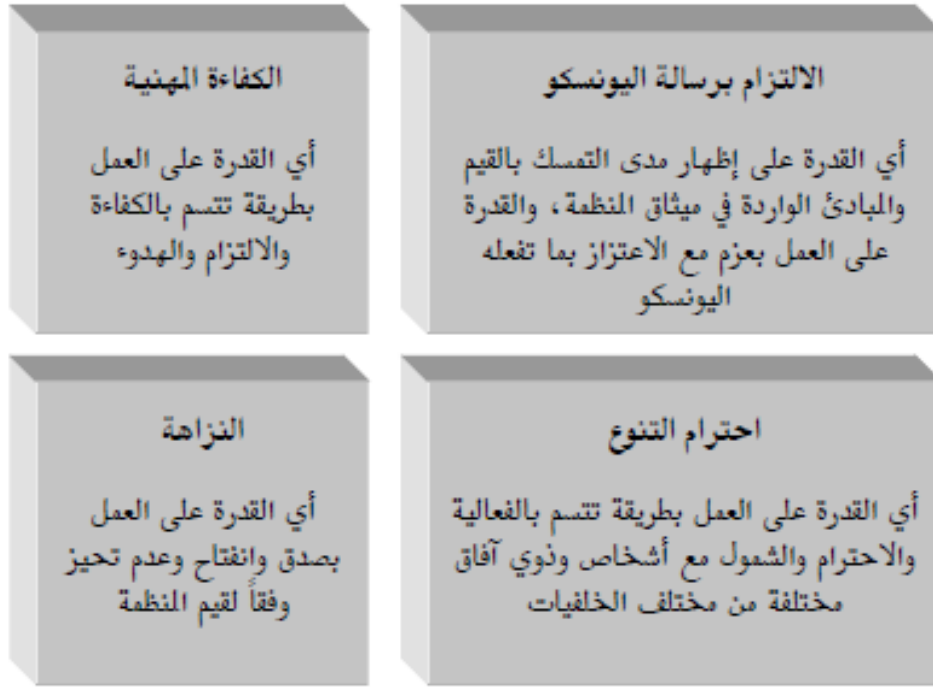 الالتزام برسالة اليونسكو
أي القدرة على إظهار مدى التمسك بالقيم
والمبادئ الواردة في ميثاق المنظمة، والقدرة
على العمل بعزم مع الاعتزاز بما تفعله
اليونسكو
الكفاءة المهنية
أي القدرة على العمل
بطريقة تتسم بالكفاءة
والالتزام والهدوء
احترام التنوع
أي القدرة على العمل بطريقة تتسم بالفعالية
والاحترام والشمول مع أشخاص وذوي آفاق
مختلفة من مختلف الخلفيات
النزاهة
أي القدرة على العمل
بصدق وانفتاح وعدم تحيز
وفقاً لقيم المنظمة